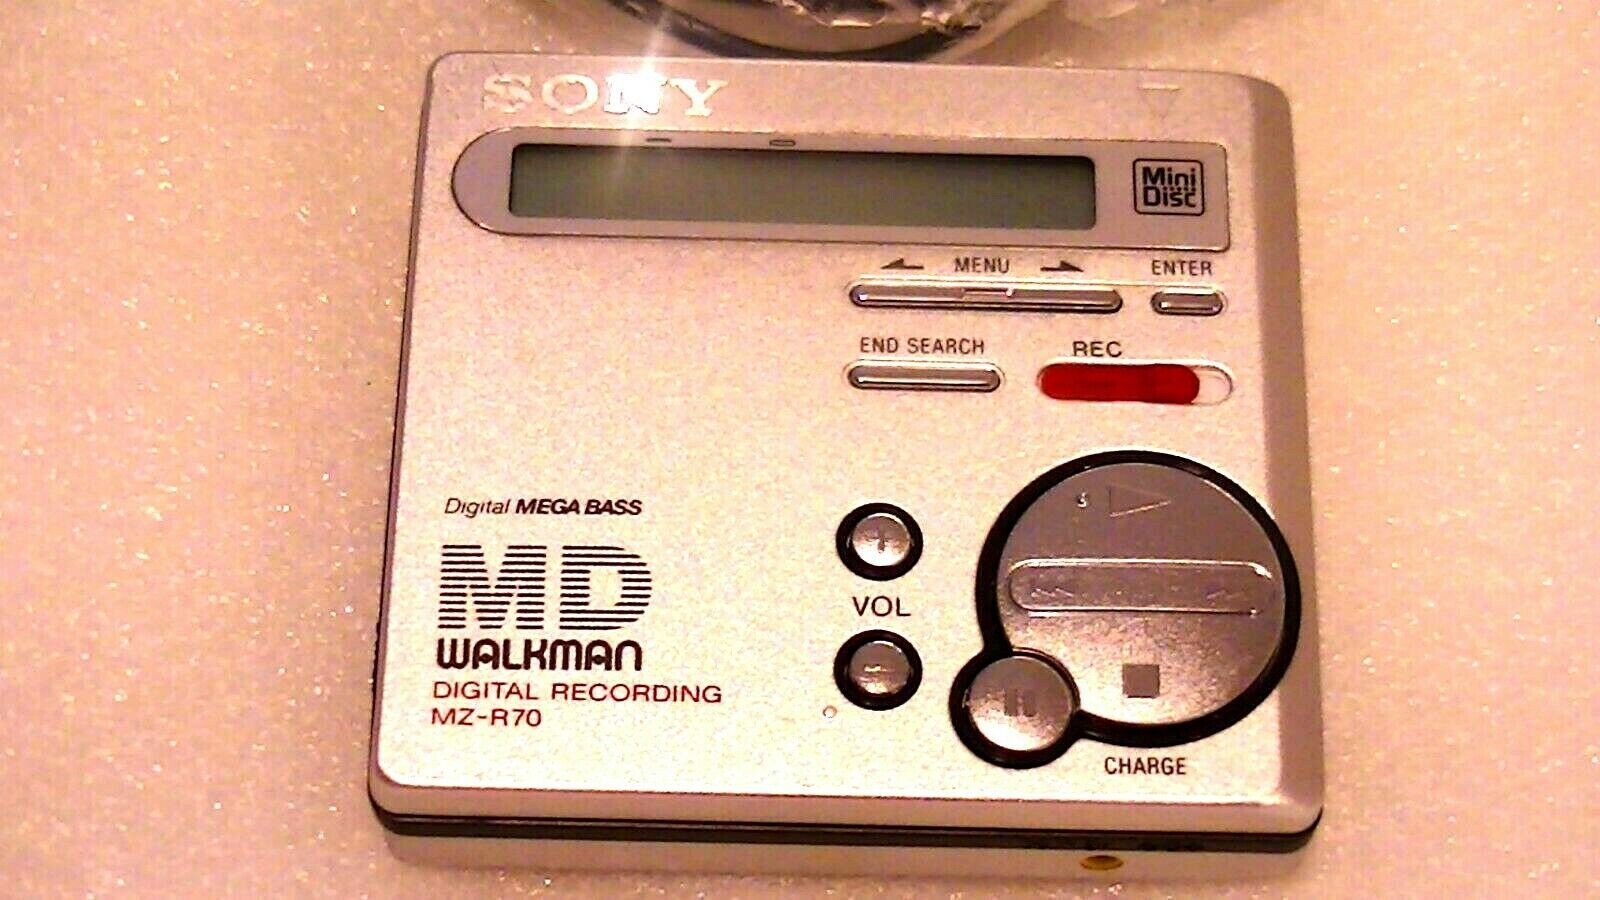 SONY
Mini
Disc
MENU
ENTER
END SEARCH
REC
Digital MEGA BASS
MD
WALKMAN
DIGITAL RECORDING
MZ-R70
VOL
CHARGE